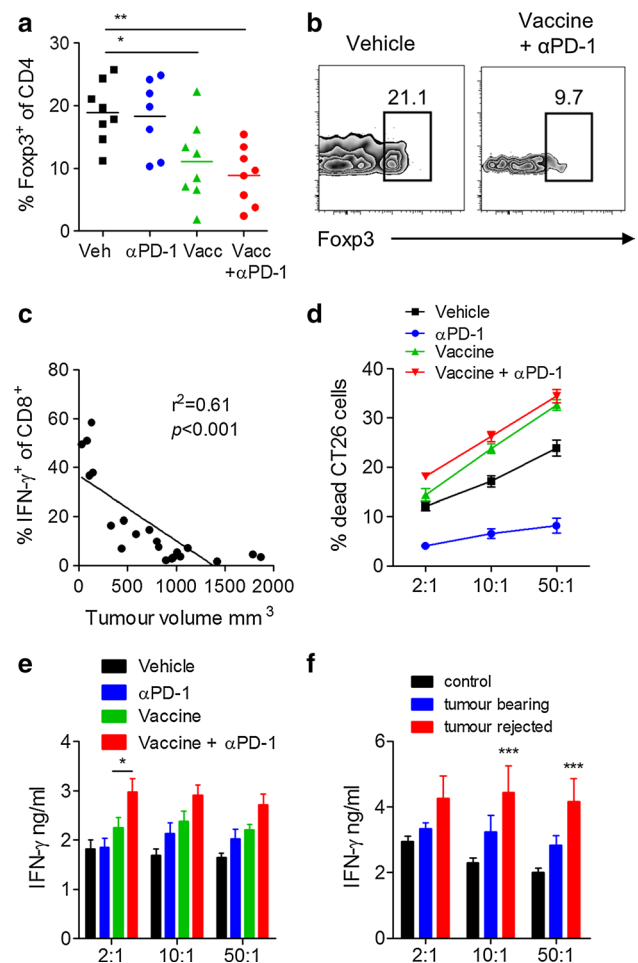 a
**
*
30
20
10
0
% Foxp3+ of CD4
Veh
αPD-1
Vacc
Vacc
+αPD-1
b
Vehicle
Vaccine
+ αPD-1
21.1
9.7
Foxp3
c
80
60
40
20
0
% IFN-γ+ of CD8+
r2=0.61
p<0.001
0 500 1000 1500 2000
Tumour volume mm3
d
Vehicle
αPD-1
Vaccine
Vaccine + αPD-1
40
30
20
10
0
% dead CT26 cells
2:1 10:1 50:1
e
Vehicle
αPD-1
Vaccine
Vaccine + αPD-1
4
3
2
1
0
IFN-γ ng/ml
*
2:1 10:1 50:1
f
control
tumour bearing
tumour rejected
6
4
2
0
IFN-γ ng/ml
***
***
2:1 10:1 50:1